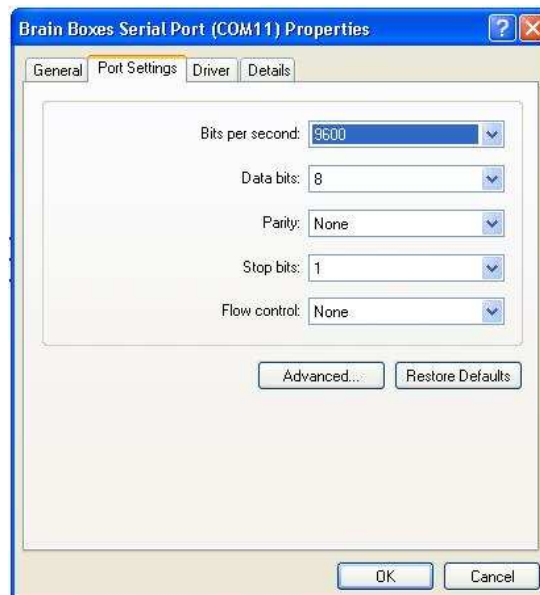 Brain Boxes Serial Port (COM11) Properties
General Port Settings Driver Details
Bits per second: 9600
Data bits: 8
Parity: None
Stop bits: 1
Flow control: None
Advanced... Restore Defaults
OK Cancel